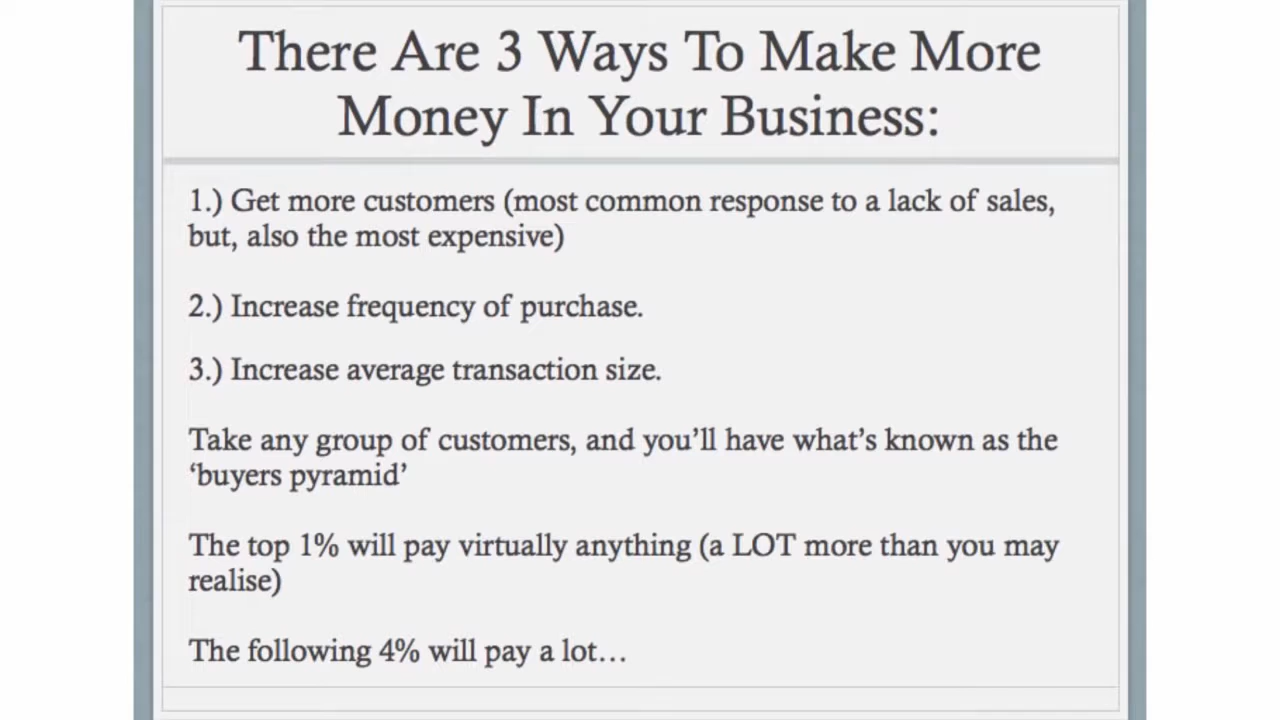 There Are 3 Ways To Make More
Money In Your Business:
1.) Get more customers (most common response to a lack of sales,
but, also the most expensive)
2.) Increase frequency of purchase.
3.) Increase average transaction size.
Take any group of customers, and you’ll have what’s known as the
‘buyers pyramid’
The top 1% will pay virtually anything (a LOT more than you may
realise)
The following 4% will pay a lot…